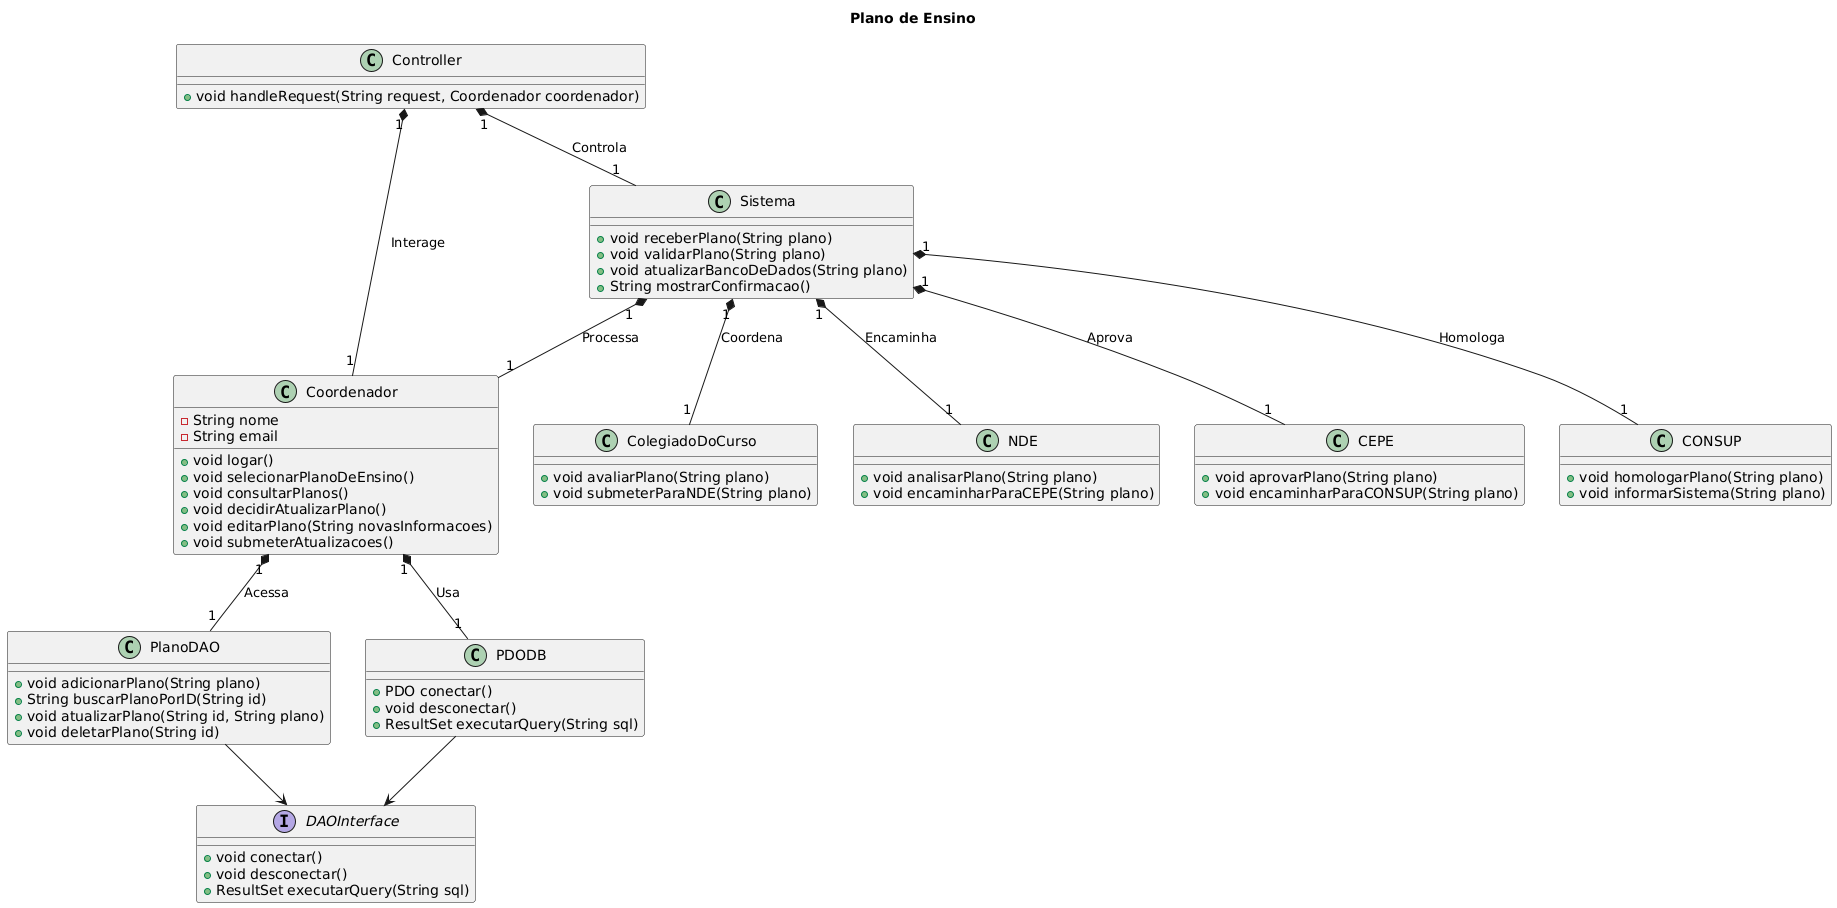 Plano de Ensino
C Controller
void handleRequest(String request, Coordenador coordenador)
1
1
Controla
1
Interage
1
C Sistema
void receberPlano(String plano)
void validarPlano(String plano)
void atualizarBancoDeDados(String plano)
String mostrarConfirmacao()
1
1
1
1
1
Processa
Coordena
Encaminha
Aprova
Homologa
1
1
1
1
1
C Coordenador
String nome
String email
void logar()
void selecionarPlanoDeEnsino()
void consultarPlanos()
void decidirAtualizarPlano()
void editarPlano(String novasInformacoes)
void submeterAtualizacoes()
C ColegiadoDoCurso
void avaliarPlano(String plano)
void submeterParaNDE(String plano)
C NDE
void analisarPlano(String plano)
void encaminharParaCEPE(String plano)
C CEPE
void aprovarPlano(String plano)
void encaminharParaCONSUP(String plano)
C CONSUP
void homologarPlano(String plano)
void informarSistema(String plano)
1
1
Acessa
Usa
1
1
C PlanoDAO
void adicionarPlano(String plano)
String buscarPlanoPorID(String id)
void atualizarPlano(String id, String plano)
void deletarPlano(String id)
C PDODB
PDO conectar()
void desconectar()
ResultSet executarQuery(String sql)
I DAOInterface
void conectar()
void desconectar()
ResultSet executarQuery(String sql)